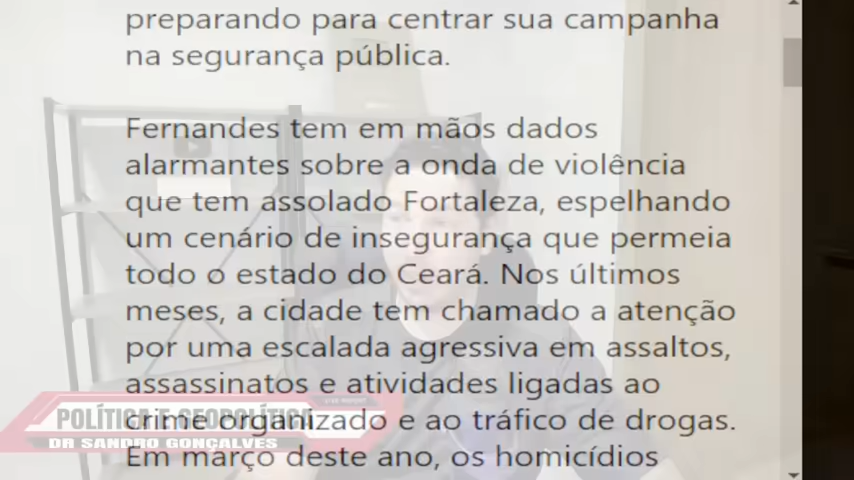 preparando para centrar sua campanha
na segurança pública.
Fernandes tem em mãos dados
alarmantes sobre a onda de violência
que tem assolado Fortaleza, espelhando
um cenário de insegurança que permeia
todo o estado do Ceará. Nos últimos
meses, a cidade tem chamado a atenção
por uma escalada agressiva em assaltos,
assassinatos e atividades ligadas ao
crime organizado e ao tráfico de drogas.
Em março deste ano, os homicídios
LIVE REPORT
POLÍTICA E GEOPOLÍTICA
DR SANDRO GONÇALVES